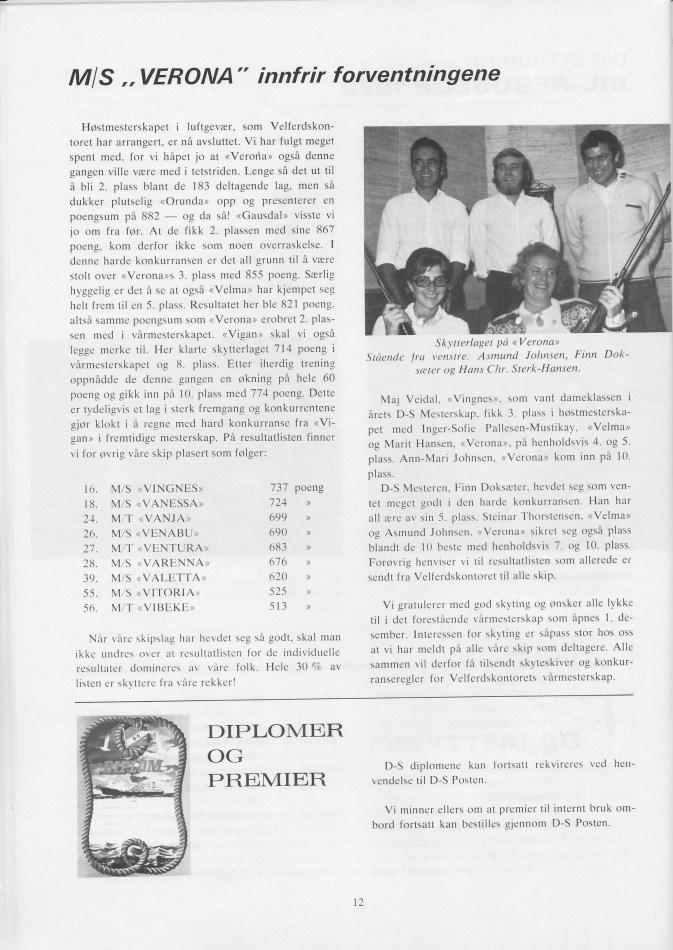 M/S ,,VERONA” innfrir forventningene
Høstmesterskapet i luftgevær, som Velferdskon-
toret har arrangert, er nå avsluttet. Vi har fulgt meget
spent med, for vi håpet jo at «Verona» også denne
gangen ville være med i tetstriden. Lenge så det ut til
å bli 2. plass blant de 183 deltagende lag, men så
dukker plutselig «Orunda» opp og presenterer en
poengsum på 882 — og da så! «Gausdal» visste vi
jo om fra før. At de fikk 2. plassen med sine 867
poeng, kom derfor ikke som noen overraskelse. I
denne harde konkurransen er det all grunn til å være
stolt over «Verona»s 3. plass med 855 poeng. Særlig
hyggelig er det å se at også «Velma» har kjempet seg
helt frem til en 5. plass. Resultatet her ble 821 poeng,
altså samme poengsum som «Verona» erobret 2. plas-
sen med i vårmesterskapet. «Vigan» skal vi også
legge merke til. Her klarte skytterlaget 714 poeng i
vårmesterskapet og 8. plass. Etter iherdig trening
oppnådde de denne gangen en økning på hele 60
poeng og gikk inn på 10. plass med 774 poeng. Dette
er tydeligvis et lag i sterk fremgang og konkurrentene
gjør klokt i å regne med hard konkurranse fra «Vi-
gan» i fremtidige mesterskap. På resultatlisten finner
vi for øvrig våre skip plasert som følger:
16. M/S «VINGNES» 737 poeng
18. M/S «VANESSA» 724 »
24. M/T «VANJA» 699 »
26. M/S «VENABU» 690 »
27. M/T «VENTURA» 683 »
28. M/S «VARENNA» 676 »
39. M/S «VALETTA» 620 »
55. M/S «VITORIA» 525 »
56. M/T «VIBEKE» 513 »
Når våre skipslag har hevdet seg så godt, skal man
ikke undres over at resultatlisten for de individuelle
resultater domineres av våre folk. Hele 30 % av
listen er skyttere fra våre rekker!
Skytterlaget på «Verona»
Stående fra venstre: Asmund Johnsen, Finn Dok-
sæter og Hans Chr. Sterk-Hansen.
Maj Veidal, «Vingnes», som vant dameklassen i
årets D-S Mesterskap, fikk 3. plass i høstmesterska-
pet med Inger-Sofie Pallesen-Mustikay, «Velma»
og Marit Hansen, «Verona», på henholdsvis 4. og 5.
plass. Ann-Mari Johnsen, «Verona» kom inn på 10.
plass.
D-S Mesteren, Finn Doksæter, hevdet seg som ven-
tet meget godt i den harde konkurransen. Han har
all ære av sin 5. plass. Steinar Thorstensen, «Velma»
og Asmund Johnsen, «Verona» sikret seg også plass
blandt de 10 beste med henholdsvis 7. og 10. plass.
Forøvrig henviser vi til resultatlisten som allerede er
sendt fra Velferdskontoret til alle skip.
Vi gratulerer med god skyting og ønsker alle lykke
til i det forestående vårmesterskap som åpnes 1. de-
sember. Interessen for skyting er såpass stor hos oss
at vi har meldt på alle våre skip som deltagere. Alle
sammen vil derfor få tilsendt skyteskiver og konkur-
ranseregler for Velferdskontorets vårmesterskap.
DIPLOMER
OG
PREMIER
D-S diplomene kan fortsatt rekvireres ved hen-
vendelse til D-S Posten.
Vi minner ellers om at premier til internt bruk om-
bord fortsatt kan bestilles gjennom D-S Posten.
12